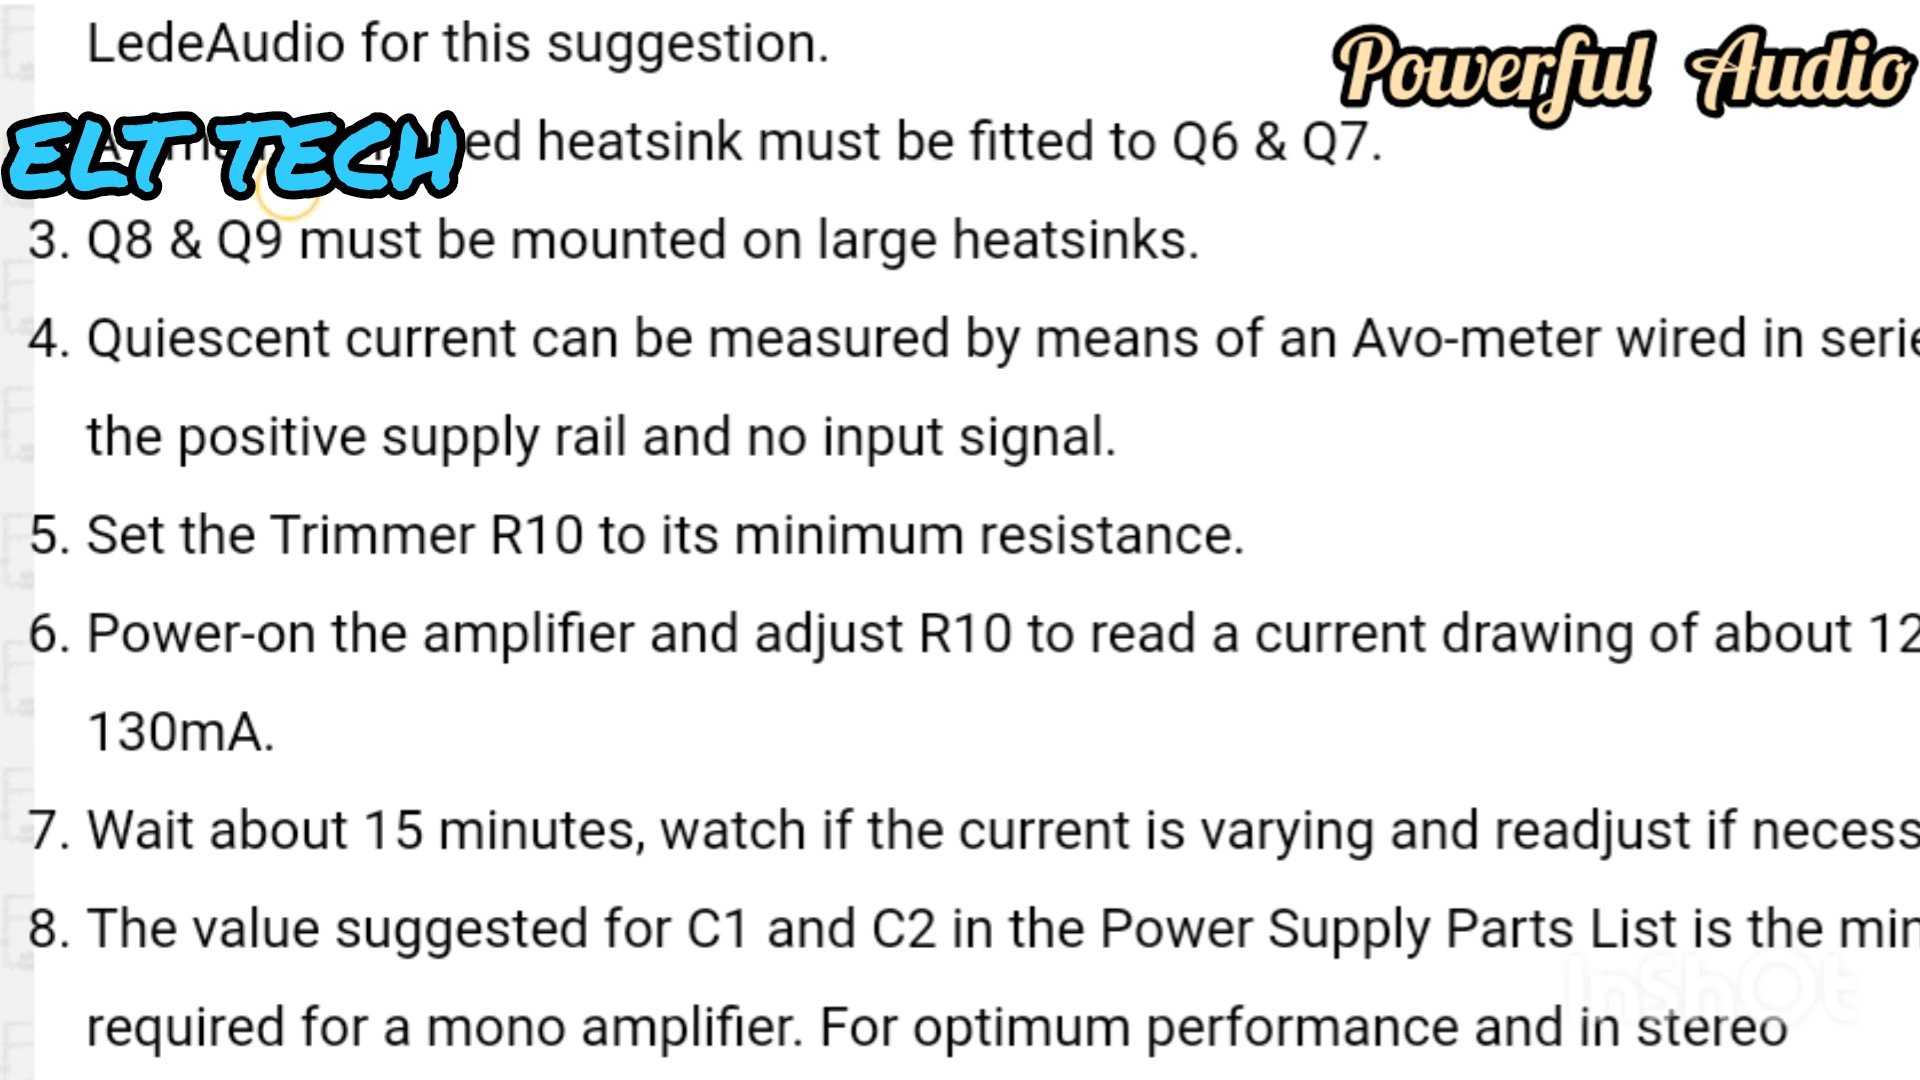 LedeAudio for this suggestion.
Powerful Audio
ELT TECH
heatsink must be fitted to Q6 & Q7.
3. Q8 & Q9 must be mounted on large heatsinks.
4. Quiescent current can be measured by means of an Avo-meter wired in
the positive supply rail and no input signal.
5. Set the Trimmer R10 to its minimum resistance.
6. Power-on the amplifier and adjust R10 to read a current drawing of about 12
130mA.
7. Wait about 15 minutes, watch if the current is varying and readjust if
8. The value suggested for C1 and C2 in the Power Supply Parts List is the
InShOt
required for a mono amplifier. For optimum performance and in stereo